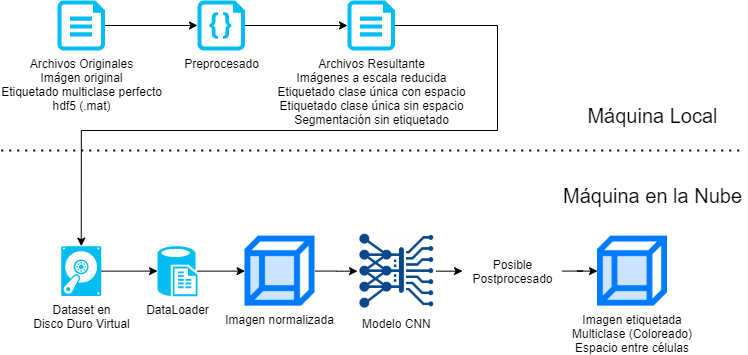 Archivos Originales
Imágen original
Etiquetado multiclase perfecto
hdf5 (.mat)
Preprocesado
Archivos Resultante
Imágenes a escala reducida
Etiquetado clase única con espacio
Etiquetado clase única sin espacio
Segmentación sin etiquetado
Máquina Local
Máquina en la Nube
Dataset en
Disco Duro Virtual
DataLoader
Imagen normalizada
Modelo CNN
Posible
Postprocesado
Imagen etiquetada
Multiclase (Coloreado)
Espacio entre células